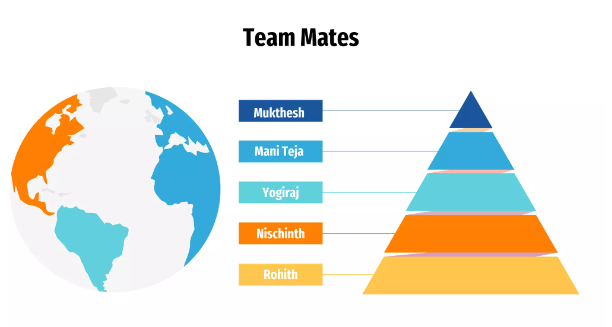 Team Mates
Mukthesh
Mani Teja
Yogiraj
Nischinth
Rohith